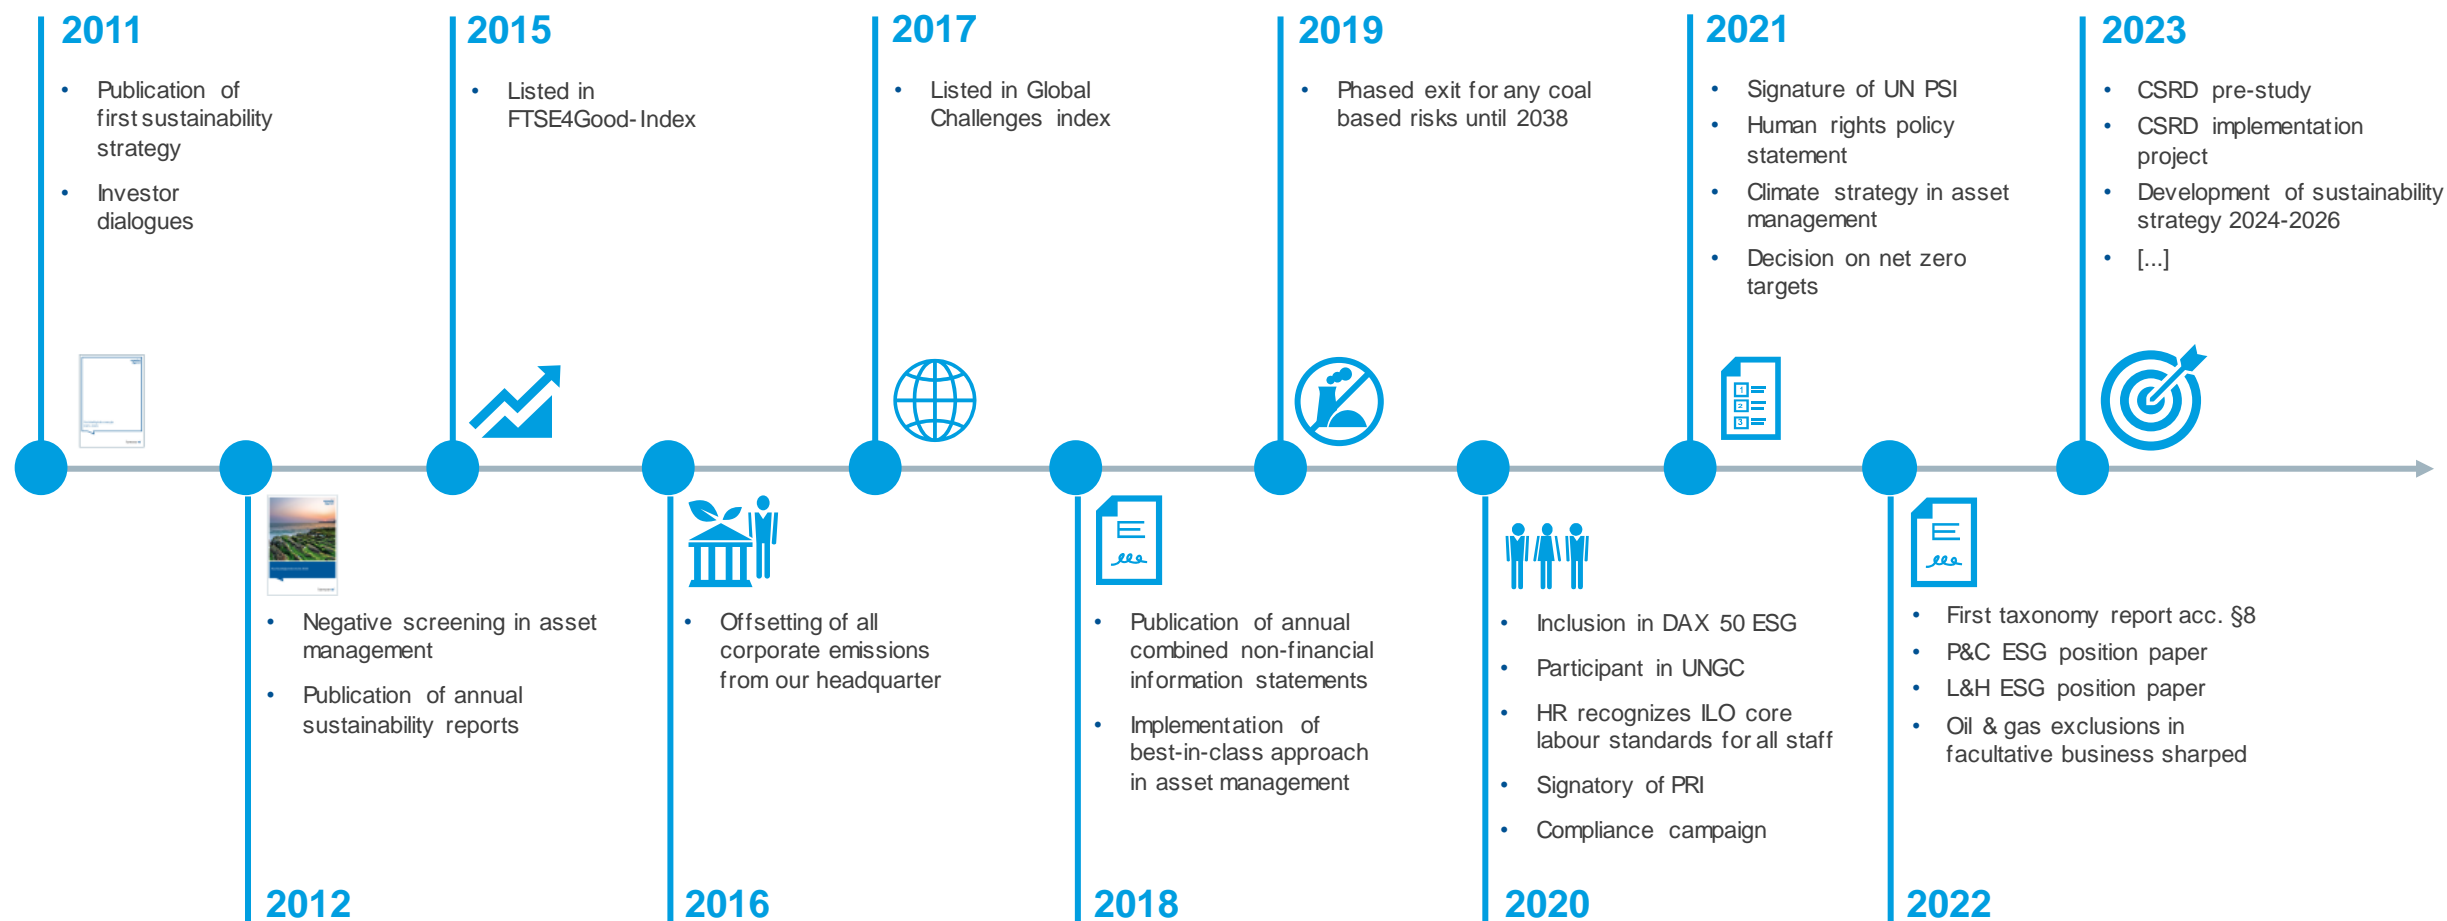 2011
• Publication of
first sustainability
strategy
• Investor
dialogues
2015
• Listed in
FTSE4Good-Index
2017
• Listed in Global
Challenges index
2019
• Phased exit for any coal
based risks until 2038
2021
• Signature of UN PSI
• Human rights policy
statement
• Climate strategy in asset
management
• Decision on net zero
targets
1
2
3
2023
• CSRD pre-study
• CSRD implementation
project
• Development of sustainability
strategy 2024-2026
• [...]
• Negative screening in asset
management
• Publication of annual
sustainability reports
2012
• Offsetting of all
corporate emissions
from our headquarter
2016
• Publication of annual
combined non-financial
information statements
• Implementation of
best-in-class approach
in asset management
2018
• Inclusion in DAX 50 ESG
• Participant in UNGC
• HR recognizes ILO core
labour standards for all staff
• Signatory of PRI
• Compliance campaign
2020
• First taxonomy report acc. §8
• P&C ESG position paper
• L&H ESG position paper
• Oil & gas exclusions in
facultative business sharped
2022